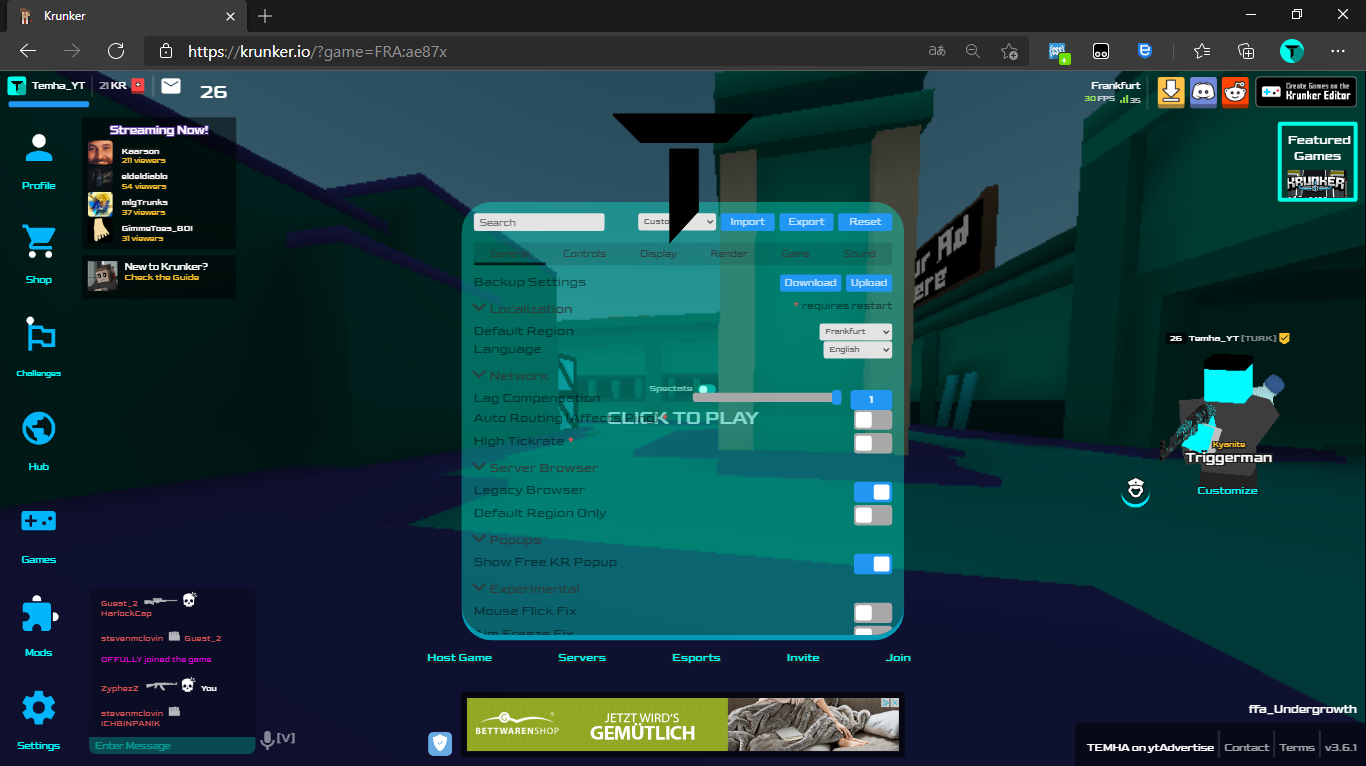 Krunker
https://krunker.io/?game=FRA:ae87x
Temha_YT
21 KR
26
Frankfurt
30 FPS
35
Create Games on the
Krunker Editor
Profile
Shop
Challenges
Hub
Games
Mods
Settings
Streaming Now!
Kaarson
211 viewers
eldeldiablo
54 viewers
mlgTrunks
37 viewers
GimmeToes_BDI
31 viewers
New to Krunker?
Check the Guide
Featured
Games
KRUNKER
Search
Import
Export
Reset
General
Controls
Display
Render
Game
Sound
Backup Settings
Download
Upload
* requires restart
Localization
Default Region
Frankfurt
Language
English
Network
Spectate
Lag Compensation
1
Auto Routing
CLICK TO PLAY
High Tickrate *
Server Browser
Legacy Browser
Default Region Only
Popups
Show Free KR Popup
Experimental
Mouse Flick Fix
Aim Freeze Fix
Host Game
Servers
Esports
Invite
Join
26 Temha_YT [TURK]
Kyanite
Triggerman
Customize
Guest_2
HarlockCap
stevenmclovin Guest_2
OFFULLY joined the game
ZyphezZ You
stevenmclovin
ICHBINPANIK
Enter Message
[V]
BETTWARENSHOP
JETZT WIRD'S
GEMÜTLICH
ffa_Undergrowth
TEMHA on ytAdvertise
Contact
Terms
v3.6.1